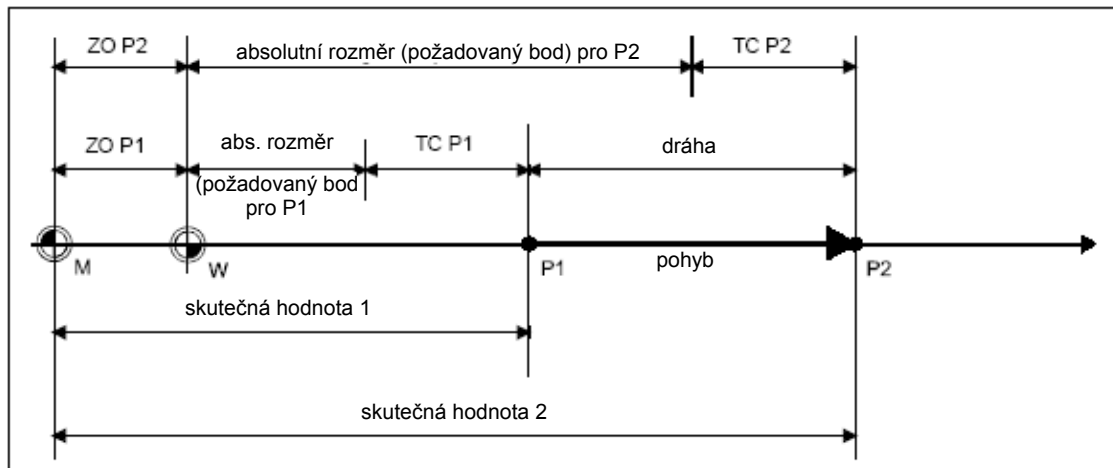 ZO P2
absolutní rozměr (požadovaný bod) pro P2
TC P2
ZO P1
abs. rozměr
(požadovaný bod
pro P1
TC P1
dráha
M
W
P1
pohyb
P2
skutečná hodnota 1
skutečná hodnota 2